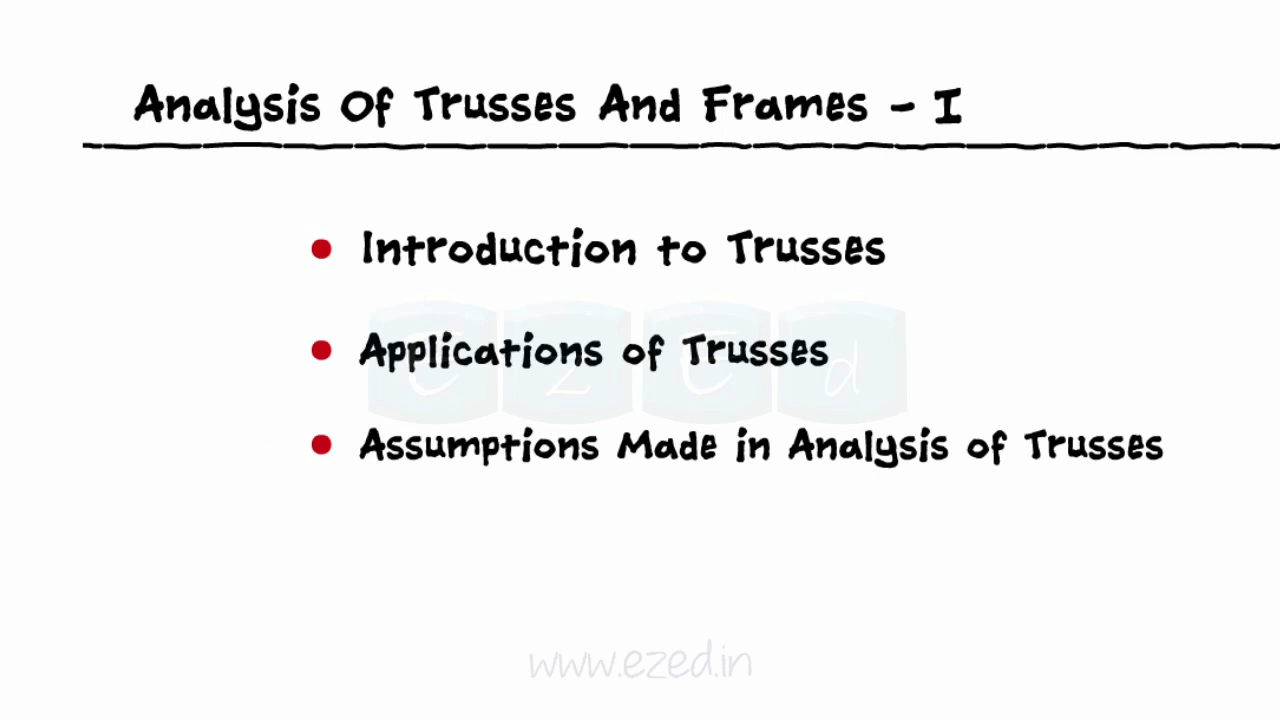 Analysis Of Trusses And Frames - I
• Introduction to Trusses
• Applications of Trusses
E z E d
• Assumptions Made in Analysis of Trusses
www.ezed.in